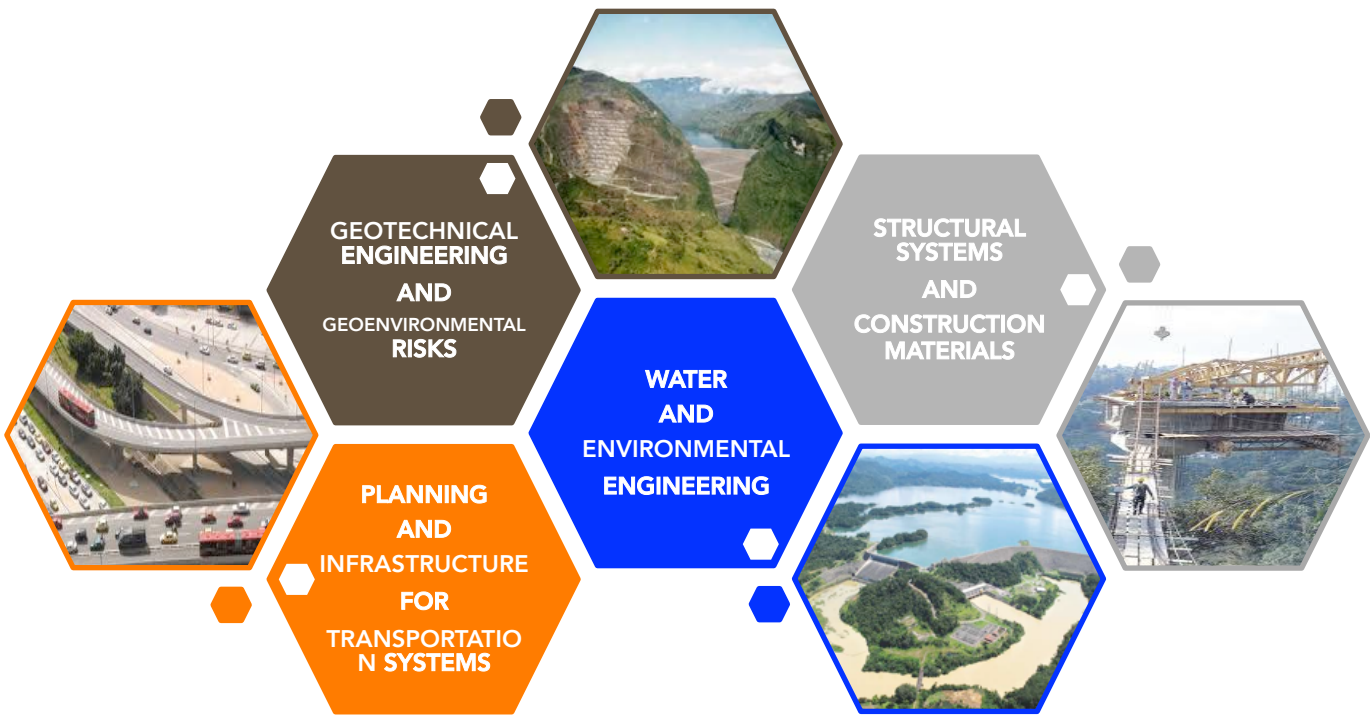 GEOTECHNICAL
ENGINEERING
AND
GEOENVIRONMENTAL
RISKS
STRUCTURAL
SYSTEMS
AND
CONSTRUCTION
MATERIALS
WATER
AND
ENVIRONMENTAL
ENGINEERING
PLANNING
AND
INFRASTRUCTURE
FOR
TRANSPORTATIO
N SYSTEMS